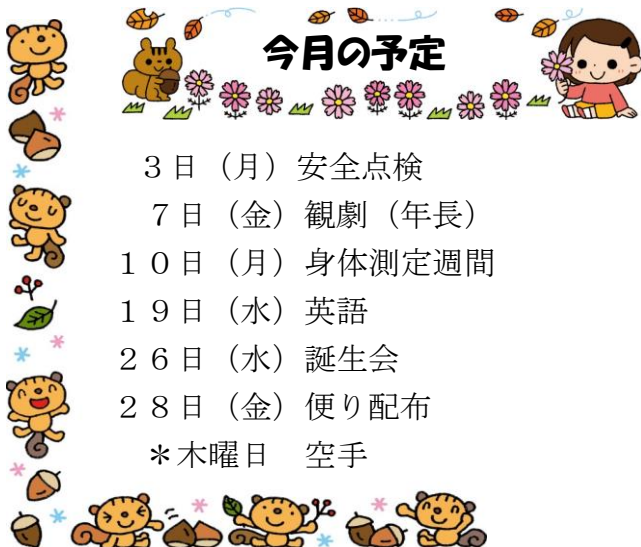 今月の予定
３日（月）安全点検
７日（金）観劇（年長）
１０日（月）身体測定週間
１９日（水）英語
２６日（水）誕生会
２８日（金）便り配布
＊木曜日　空手